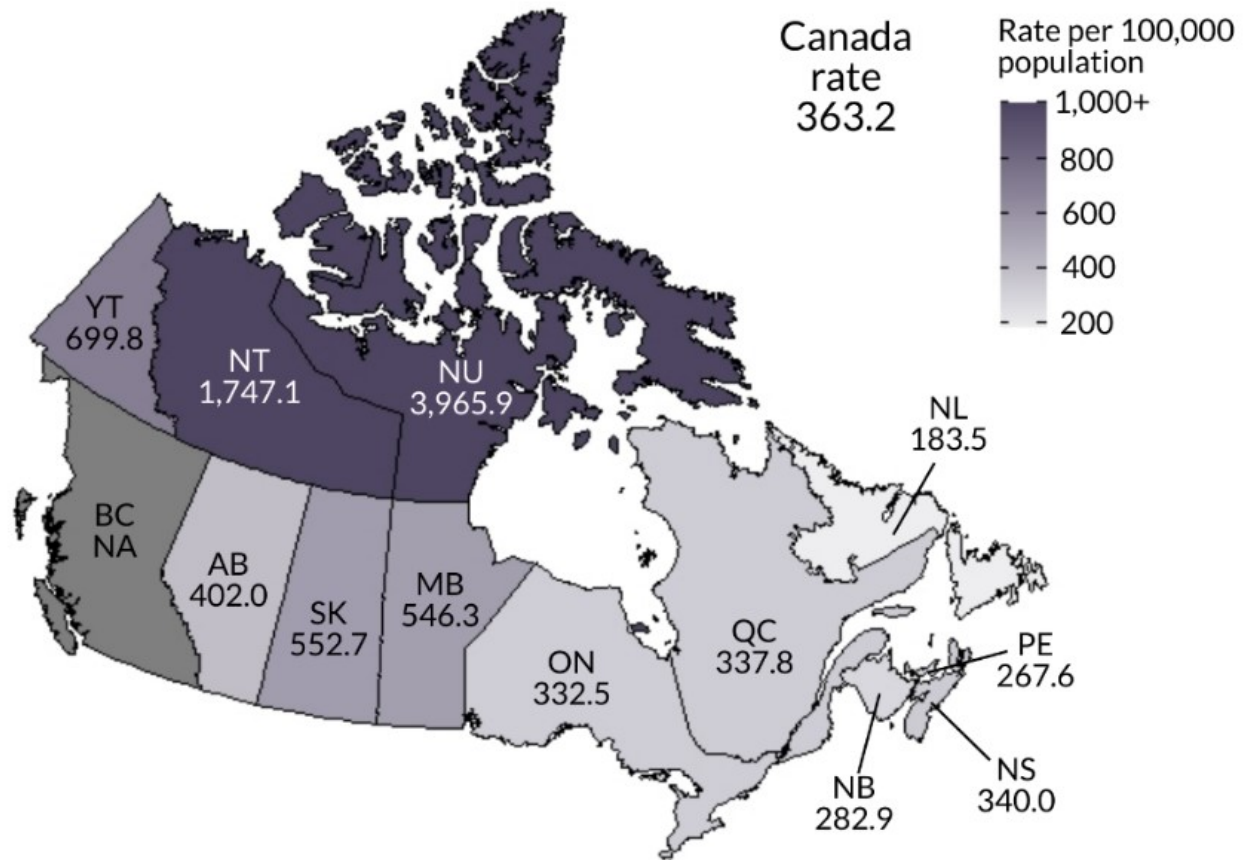 Canada
rate
363.2
Rate per 100,000
population
1,000+
800
600
400
200
YT
699.8
NT
1,747.1
NU
3,965.9
NL
183.5
BC
NA
AB
402.0
SK
552.7
MB
546.3
ON
332.5
QC
337.8
PE
267.6
NS
340.0
NB
282.9